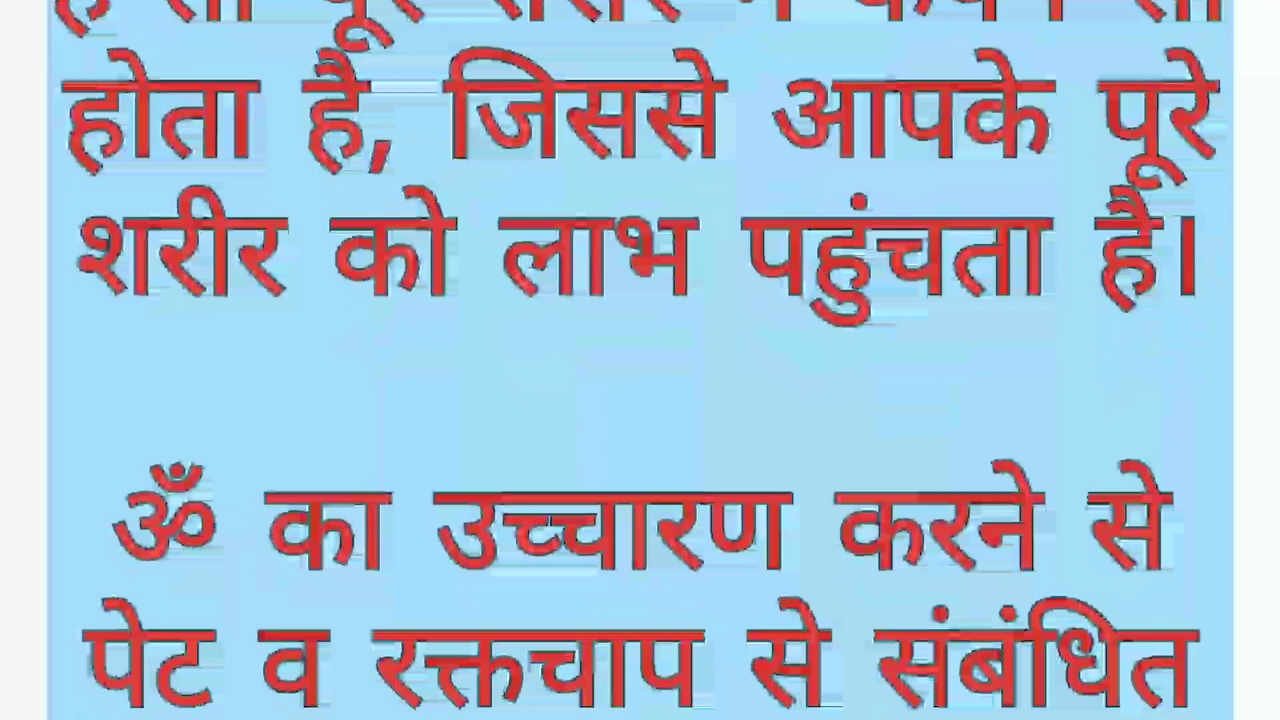 होता है, जिससे आपके पूरे
शरीर को लाभ पहुंचता है।
ॐ का उच्चारण करने से
पेट व रक्तचाप से संबंधित